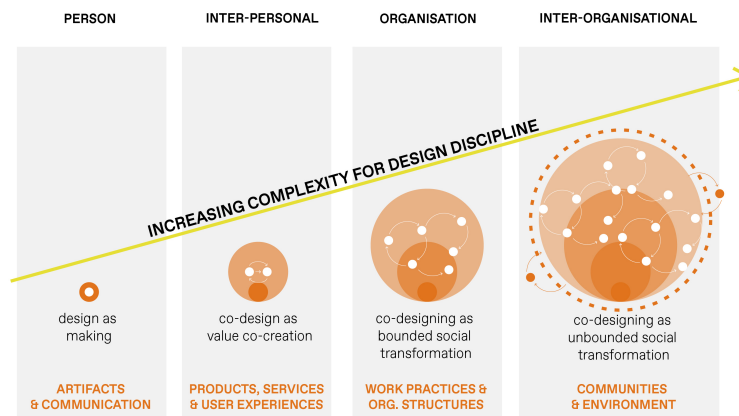 PERSON
INTER-PERSONAL
ORGANISATION
INTER-ORGANISATIONAL
INCREASING COMPLEXITY FOR DESIGN DISCIPLINE
design as
making
co-design as
value co-creation
co-designing as
bounded social
transformation
co-designing as
unbounded social
transformation
ARTIFACTS
& COMMUNICATION
PRODUCTS, SERVICES
& USER EXPERIENCES
WORK PRACTICES &
ORG. STRUCTURES
COMMUNITIES
& ENVIRONMENT